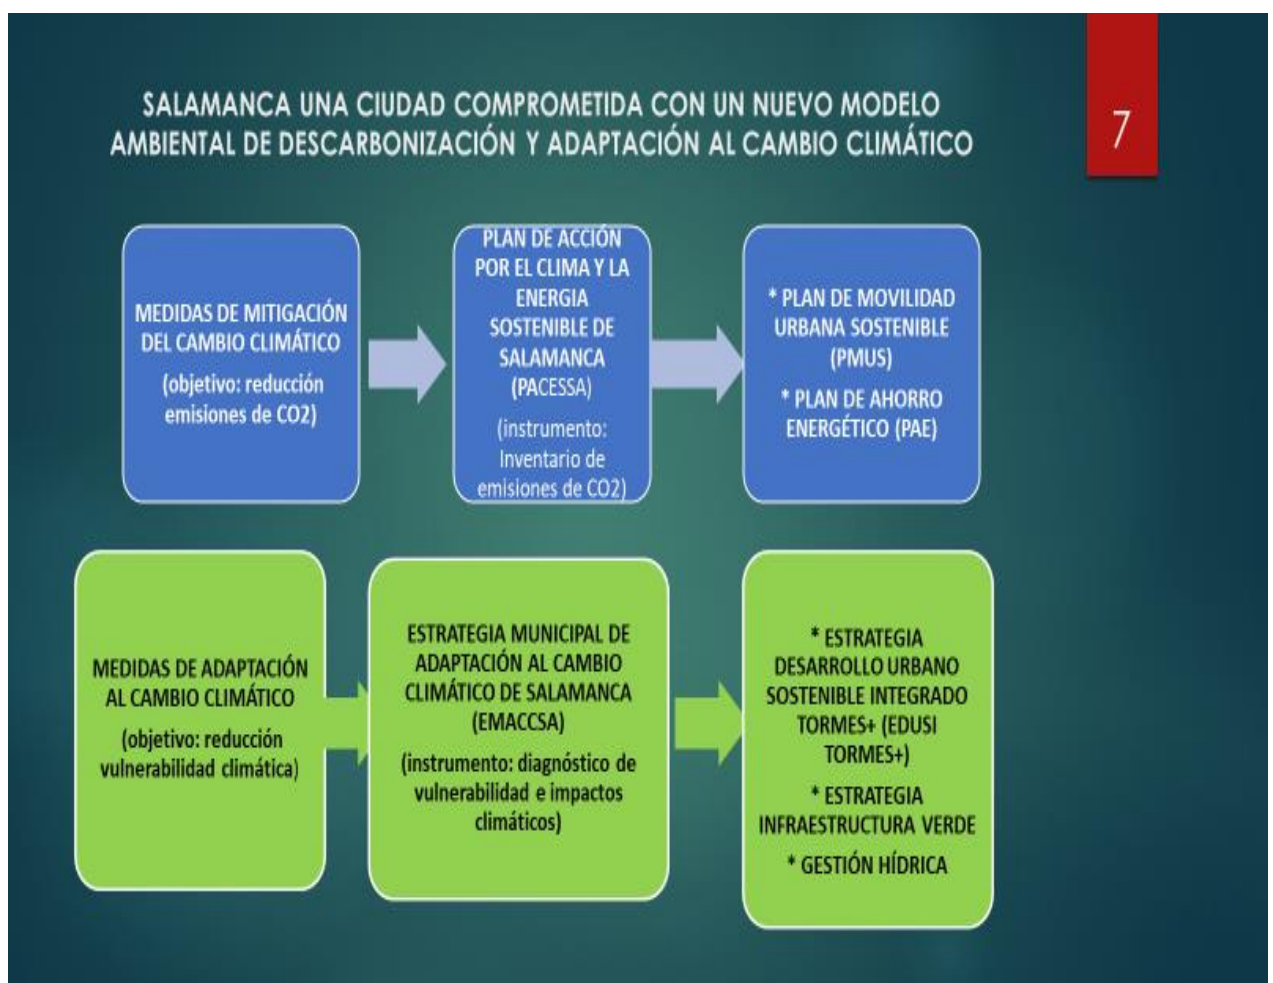 SALAMANCA UNA CIUDAD COMPROMETIDA CON UN NUEVO MODELO
AMBIENTAL DE DESCARBONIZACIÓN Y ADAPTACIÓN AL CAMBIO CLIMÁTICO
7
MEDIDAS DE MITIGACIÓN
DEL CAMBIO CLIMÁTICO
(objetivo: reducción
emisiones de CO2)
PLAN DE ACCIÓN
POR EL CLIMA Y LA
ENERGIA
SOSTENIBLE DE
SALAMANCA
(PACESSA)
(instrumento:
Inventario de
emisiones de CO2)
* PLAN DE MOVILIDAD
URBANA SOSTENIBLE
(PMUS)
* PLAN DE AHORRO
ENERGÉTICO (PAE)
MEDIDAS DE ADAPTACIÓN
AL CAMBIO CLIMÁTICO
(objetivo: reducción
vulnerabilidad climática)
ESTRATEGIA MUNICIPAL DE
ADAPTACIÓN AL CAMBIO
CLIMÁTICO DE SALAMANCA
(EMACCSA)
(instrumento: diagnóstico de
vulnerabilidad e impactos
climáticos)
* ESTRATEGIA
DESARROLLO URBANO
SOSTENIBLE INTEGRADO
TORMES+ (EDUSI
TORMES+)
* ESTRATEGIA
INFRAESTRUCTURA VERDE
* GESTIÓN HÍDRICA